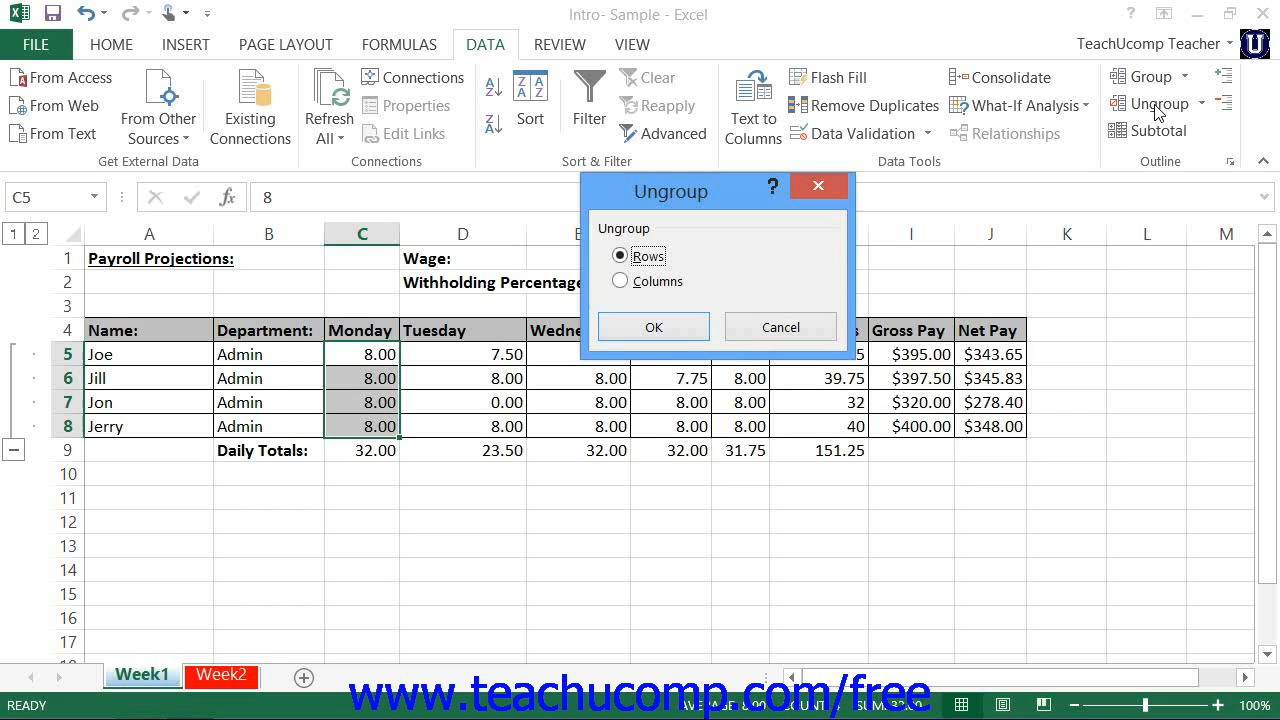 Intro- Sample - Excel
FILE HOME INSERT PAGE LAYOUT FORMULAS DATA REVIEW VIEW TeachUcomp Teacher U
From Access
From Web
From Text
From Other Sources
Existing Connections
Get External Data
Refresh All
Connections
Properties
Edit Links
Connections
Sort
Filter
Clear
Reapply
Advanced
Sort & Filter
Text to Columns
Flash Fill
Remove Duplicates
Data Validation
Consolidate
What-If Analysis
Relationships
Data Tools
Group
Ungroup
Subtotal
Outline
C5 fx 8
Ungroup ?
Ungroup
Rows
Columns
OK Cancel
1 2 A B C D I J K L M
1 Payroll Projections: Wage:
2 Withholding Percentage
3
4 Name: Department: Monday Tuesday Gross Pay Net Pay
5 Joe Admin 8.00 7.50 $395.00 $343.65
6 Jill Admin 8.00 8.00 8.00 7.75 8.00 39.75 $397.50 $345.83
7 Jon Admin 8.00 0.00 8.00 8.00 8.00 32 $320.00 $278.40
8 Jerry Admin 8.00 8.00 8.00 8.00 8.00 40 $400.00 $348.00
9 Daily Totals: 32.00 23.50 32.00 32.00 31.75 151.25
10
11
12
13
14
15
16
17
Week1 Week2
www.teachucomp.com/free
READY 100%